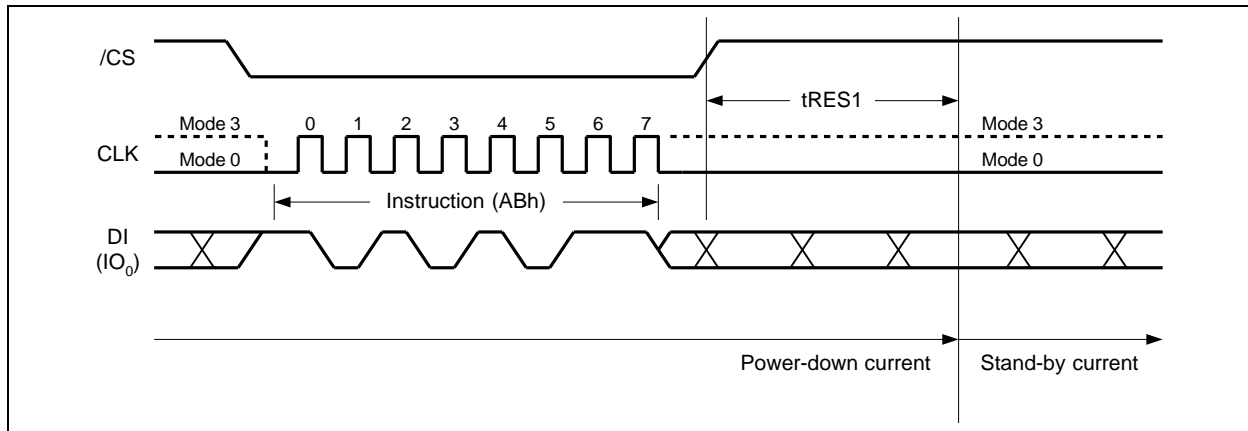 /CS
tRES1
Mode 3
0 1 2 3 4 5 6 7
Mode 3
CLK
Mode 0
Mode 0
Instruction (ABh)
DI
(IO0)
Power-down current
Stand-by current